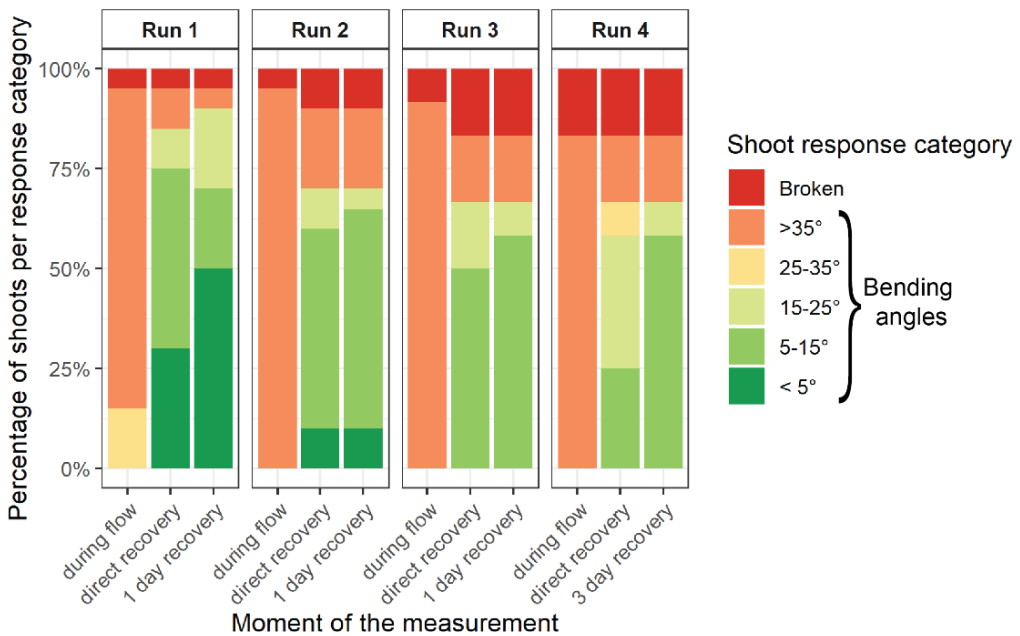 Run 1
Run 2
Run 3
Run 4
Percentage of shoots per response category
100%
75%
50%
25%
0%
during flow
direct recovery
1 day recovery
during flow
direct recovery
1 day recovery
during flow
direct recovery
1 day recovery
during flow
direct recovery
3 day recovery
Moment of the measurement
Shoot response category
Broken
>35°
25-35°
15-25°
5-15°
< 5°
Bending
angles